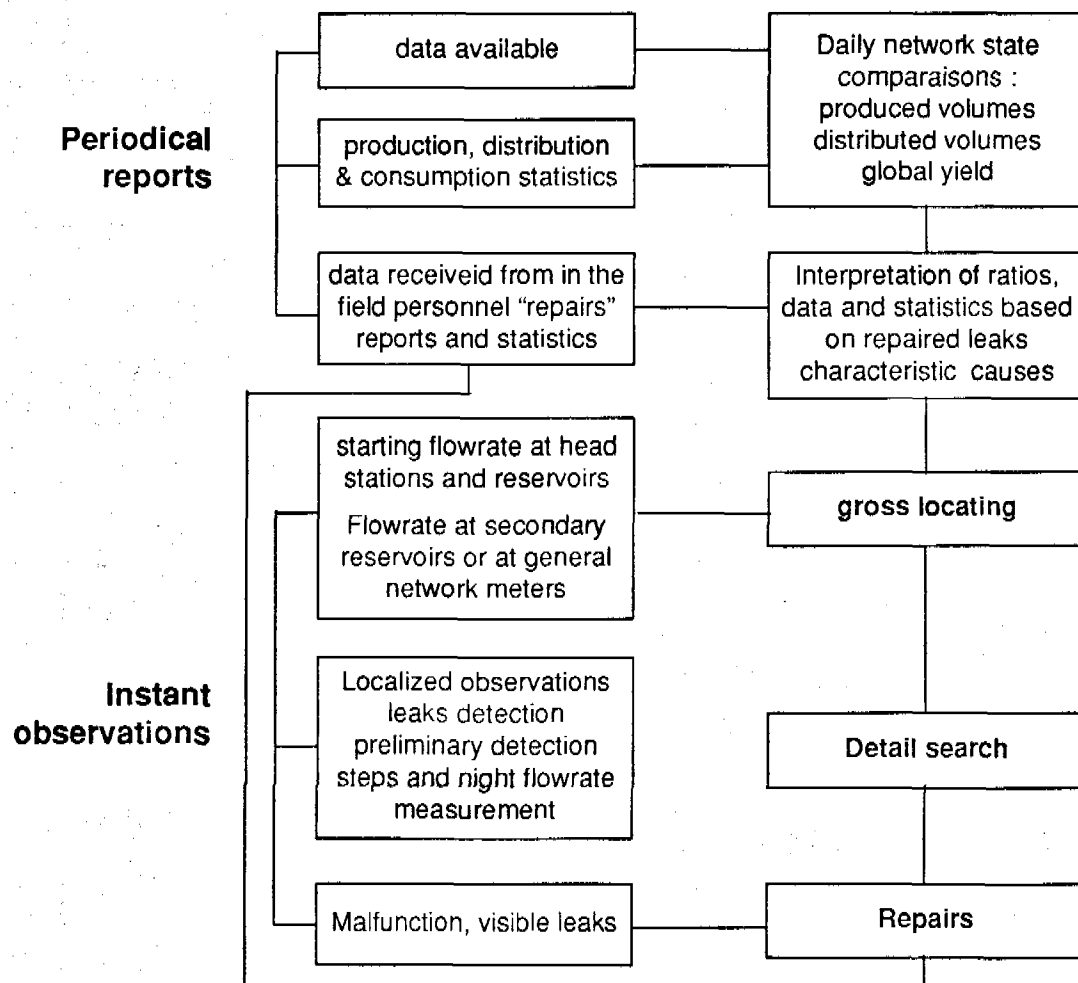 Periodical
reports
data available
production, distribution
& consumption statistics
data receiveid from in the
field personnel “repairs”
reports and statistics
Daily network state
comparaisons :
produced volumes
distributed volumes
global yield
Interpretation of ratios,
data and statistics based
on repaired leaks
characteristic causes
Instant
observations
starting flowrate at head
stations and reservoirs
Flowrate at secondary
reservoirs or at general
network meters
gross locating
Localized observations
leaks detection
preliminary detection
steps and night flowrate
measurement
Detail search
Malfunction, visible leaks
Repairs